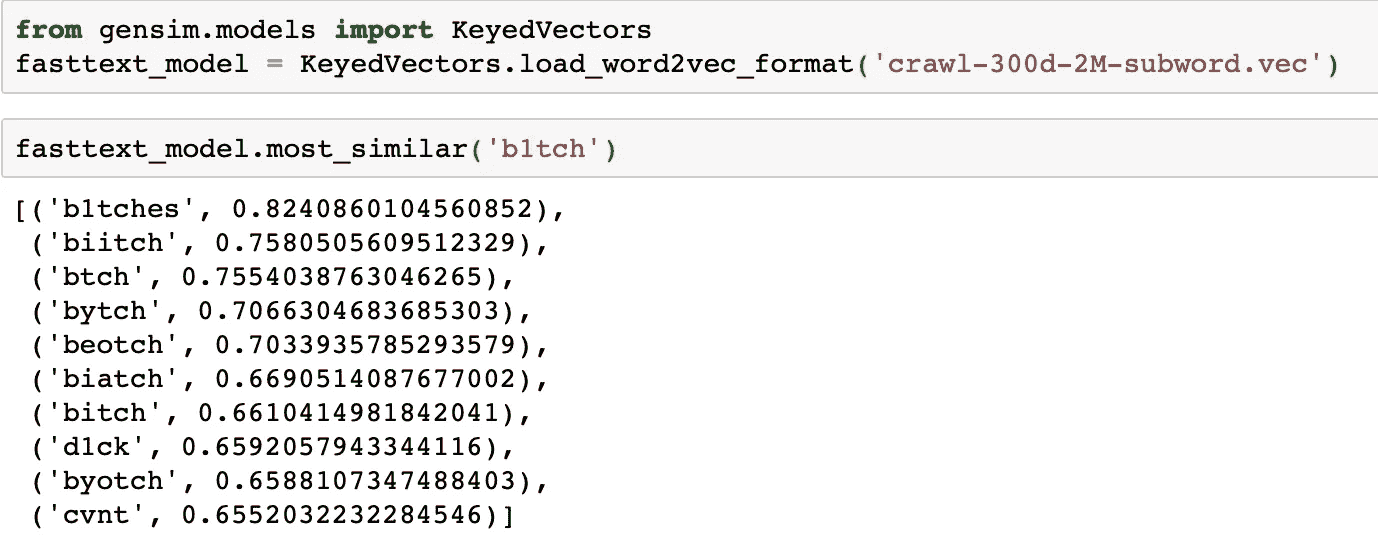 from gensim.models import KeyedVectors
fasttext_model = KeyedVectors.load_word2vec_format('crawl-300d-2M-subword.vec')
fasttext_model.most_similar('b1tch')
[('b1tches', 0.8240860104560852),
('biitch', 0.7580505609512329),
('btch', 0.7554038763046265),
('bytch', 0.7066304683685303),
('beotch', 0.7033935785293579),
('biatch', 0.6690514087677002),
('bitch', 0.6610414981842041),
('d1ck', 0.6592057943344116),
('byotch', 0.6588107347488403),
('cvnt', 0.6552032232284546)]